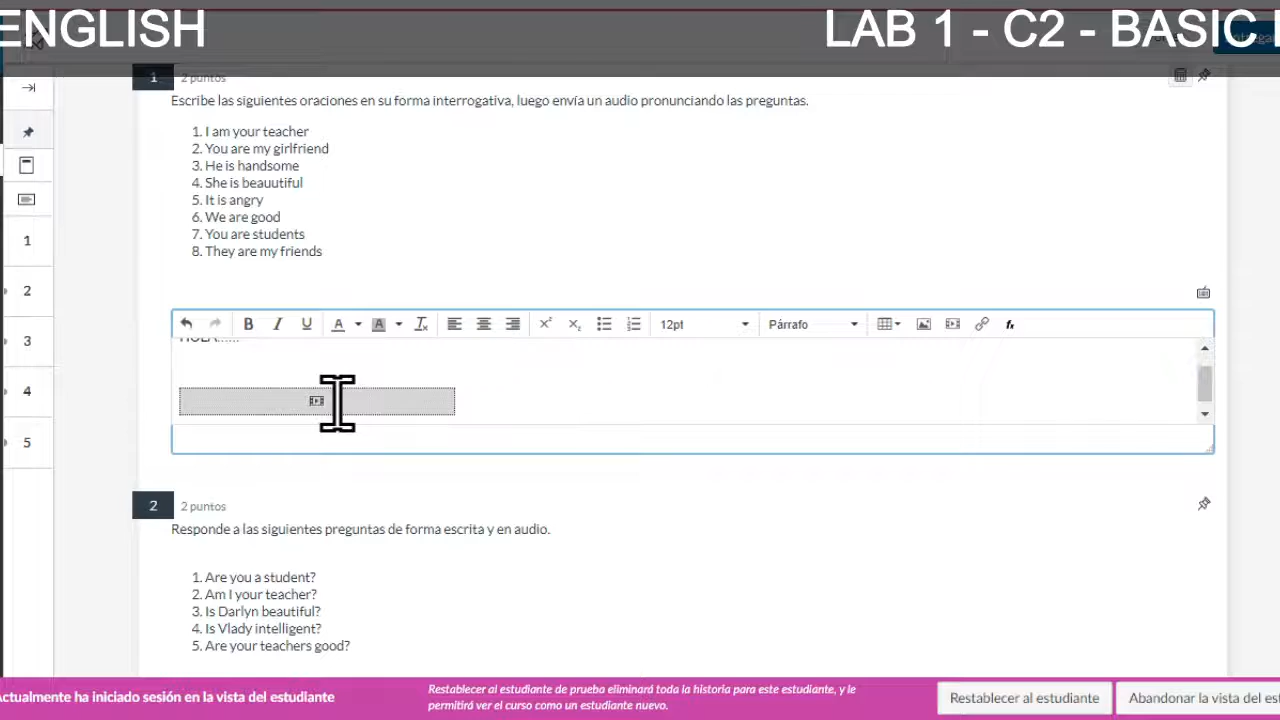 ENGLISH
LAB 1 - C2 - BASIC
1
2 puntos
Escribe las siguientes oraciones en su forma interrogativa, luego envía un audio pronunciando las preguntas.
1. I am your teacher
2. You are my girlfriend
3. He is handsome
4. She is beauutiful
5. It is angry
6. We are good
7. You are students
8. They are my friends
1
2
3
4
5
B I U A A Tx x² x₂ 12pt Párrafo fx
HOLA......
2
2 puntos
Responde a las siguientes preguntas de forma escrita y en audio.
1. Are you a student?
2. Am I your teacher?
3. Is Darlyn beautiful?
4. Is Vlady intelligent?
5. Are your teachers good?
Actualmente ha iniciado sesión en la vista del estudiante
Restablecer al estudiante de prueba eliminará toda la historia para este estudiante, y le
permitirá ver el curso como un estudiante nuevo.
Restablecer al estudiante
Abandonar la vista del est